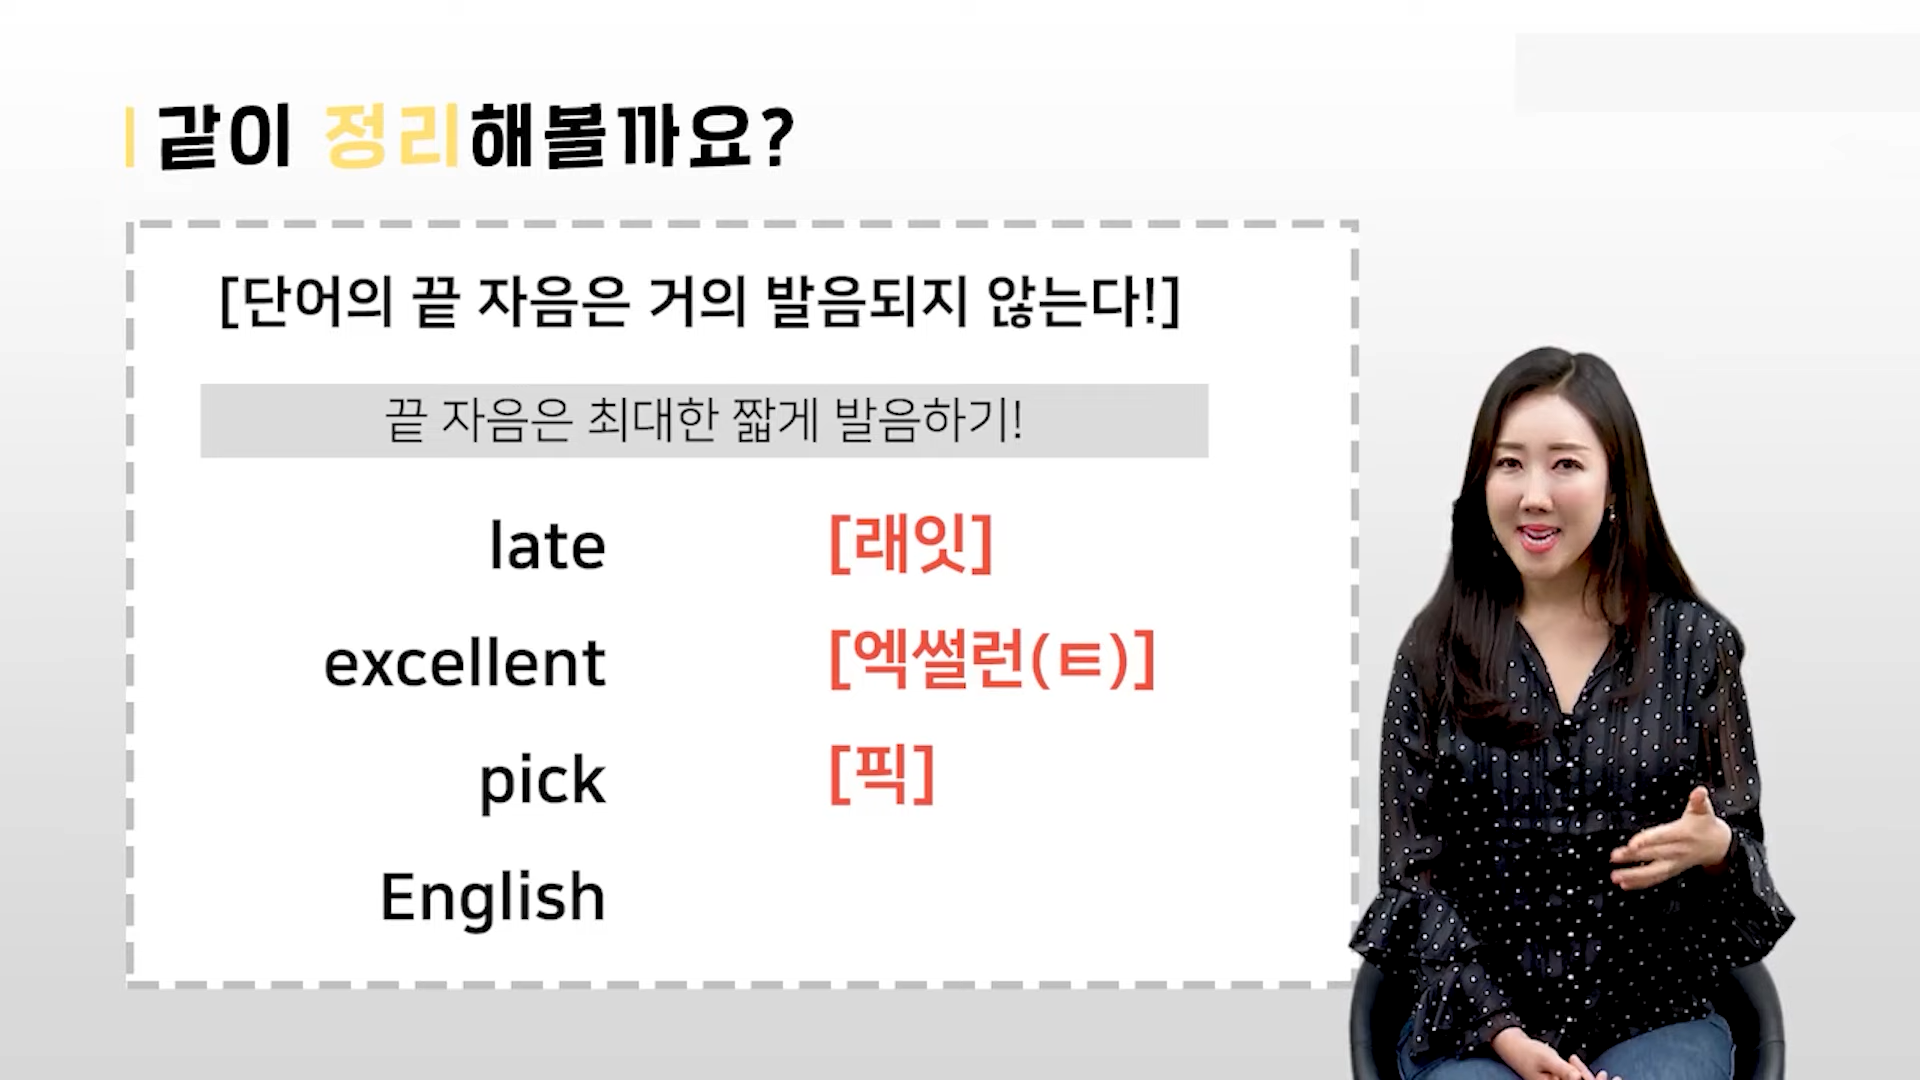 같이 정리해볼까요?
[단어의 끝 자음은 거의 발음되지 않는다!]
끝 자음은 최대한 짧게 발음하기!
late [래잇]
excellent [엑썰런(ㅌ)]
pick [픽]
English